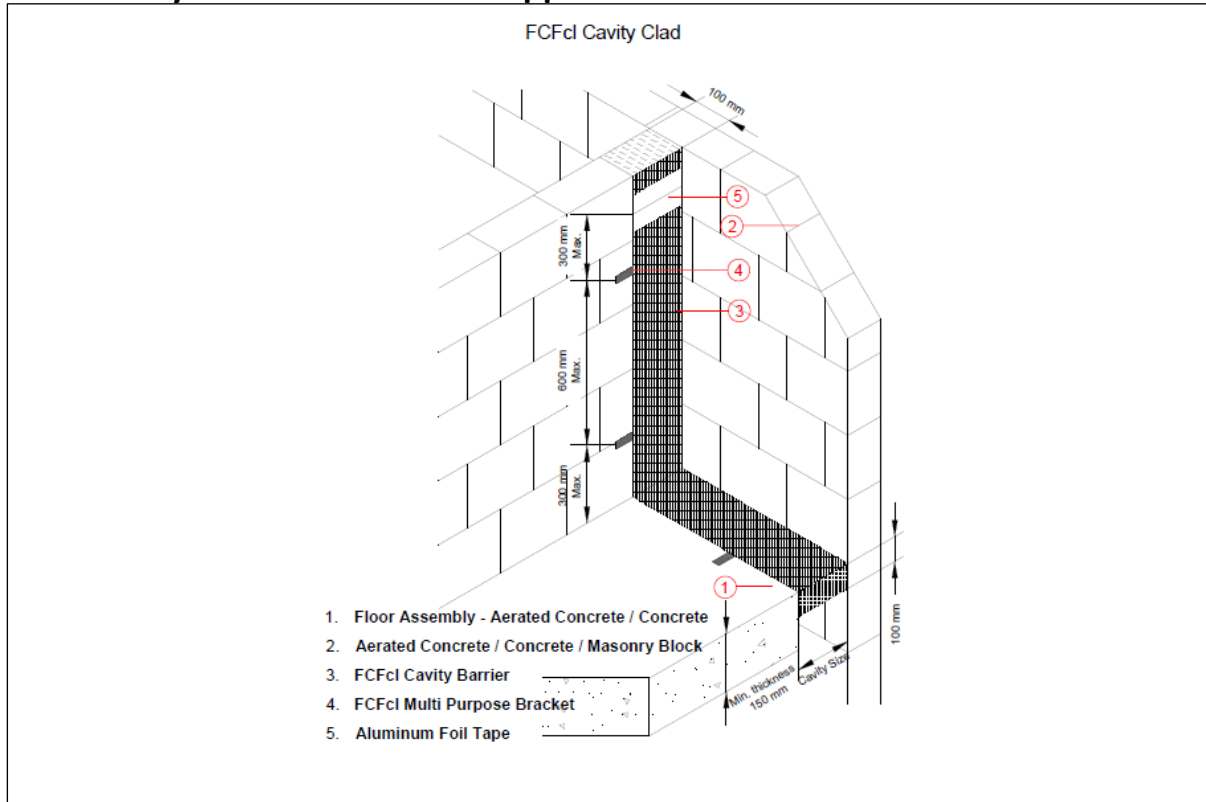 FCFcl Cavity Clad
100 mm
5
2
300 mm
Max.
4
3
600 mm
Max.
300 mm
Max.
1
100 mm
Min. thickness
150 mm
Cavity Size
1. Floor Assembly - Aerated Concrete / Concrete
2. Aerated Concrete / Concrete / Masonry Block
3. FCFcl Cavity Barrier
4. FCFcl Multi Purpose Bracket
5. Aluminum Foil Tape